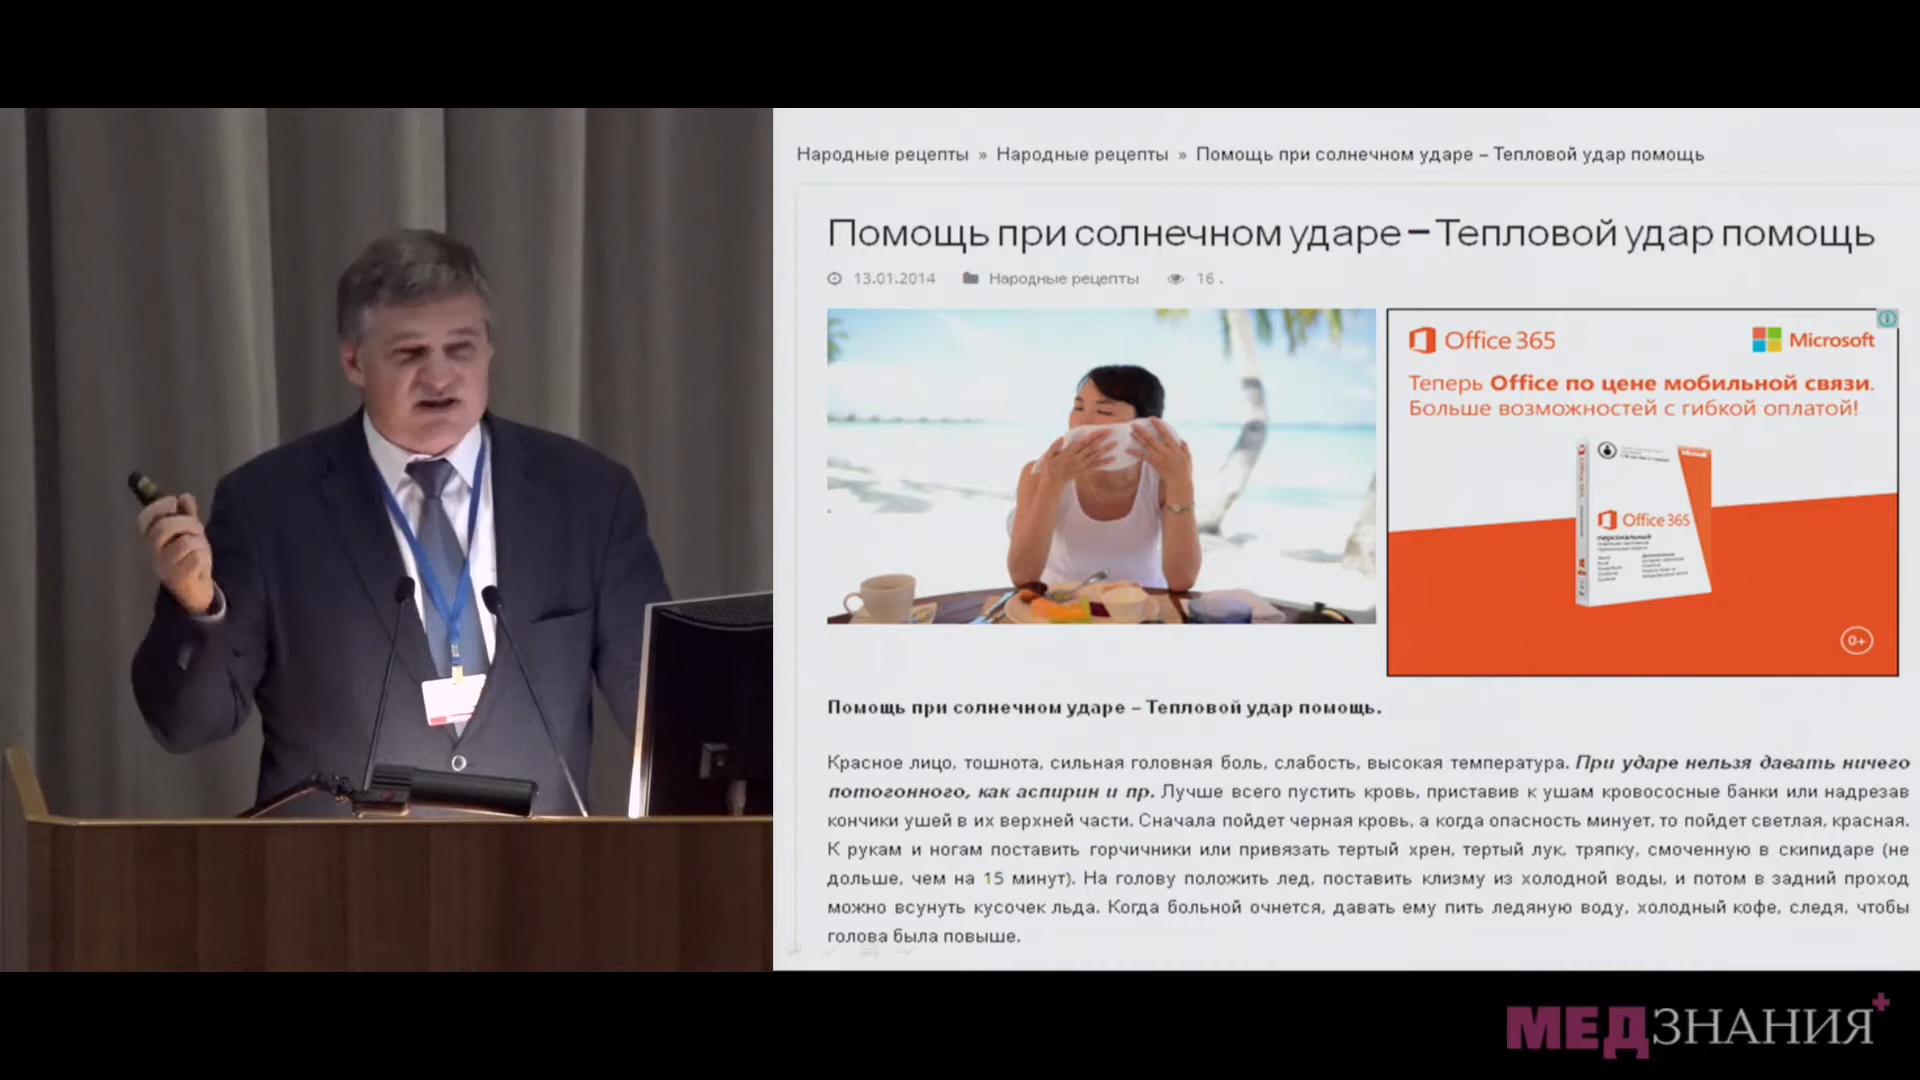 Народные рецепты » Народные рецепты » Помощь при солнечном ударе – Тепловой удар помощь
Помощь при солнечном ударе – Тепловой удар помощь
13.01.2014 Народные рецепты 16 .
Office 365 Microsoft
Теперь Office по цене мобильной связи.
Больше возможностей с гибкой оплатой!
Microsoft
Office 365
персональный
0+
Помощь при солнечном ударе – Тепловой удар помощь.
Красное лицо, тошнота, сильная головная боль, слабость, высокая температура. При ударе нельзя давать ничего
потогонного, как аспирин и пр. Лучше всего пустить кровь, приставив к ушам кровососные банки или надрезав
кончики ушей в их верхней части. Сначала пойдет черная кровь, а когда опасность минует, то пойдет светлая, красная.
К рукам и ногам поставить горчичники или привязать тертый хрен, тертый лук, тряпку, смоченную в скипидаре (не
дольше, чем на 15 минут). На голову положить лед, поставить клизму из холодной воды, и потом в задний проход
можно всунуть кусочек льда. Когда больной очнется, давать ему пить ледяную воду, холодный кофе, следя, чтобы
голова была повыше.
МЕДЗНАНИЯ+